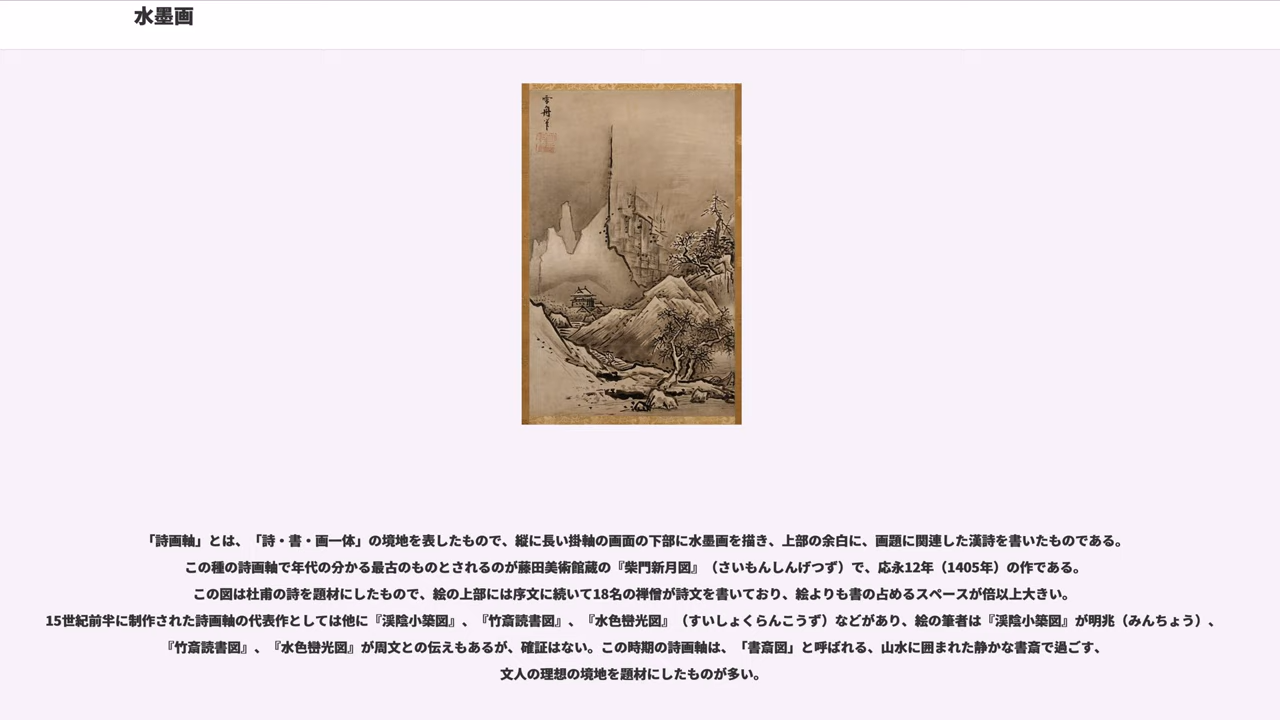 水墨画
雪舟筆
「詩画軸」とは、「詩・書・画一体」の境地を表したもので、縦に長い掛軸の画面の下部に水墨画を描き、上部の余白に、画題に関連した漢詩を書いたものである。
この種の詩画軸で年代の分かる最古のものとされるのが藤田美術館蔵の『柴門新月図』（さいもんしんげつず）で、応永12年（1405年）の作である。
この図は杜甫の詩を題材にしたもので、絵の上部には序文に続いて18名の禅僧が詩文を書いており、絵よりも書の占めるスペースが倍以上大きい。
15世紀前半に制作された詩画軸の代表作としては他に『渓陰小築図』、『竹斎読書図』、『水色巒光図』（すいしょくらんこうず）などがあり、絵の筆者は『渓陰小築図』が明兆（みんちょう）、
『竹斎読書図』、『水色巒光図』が周文との伝えもあるが、確証はない。この時期の詩画軸は、「書斎図」と呼ばれる、山水に囲まれた静かな書斎で過ごす、
文人の理想の境地を題材にしたものが多い。